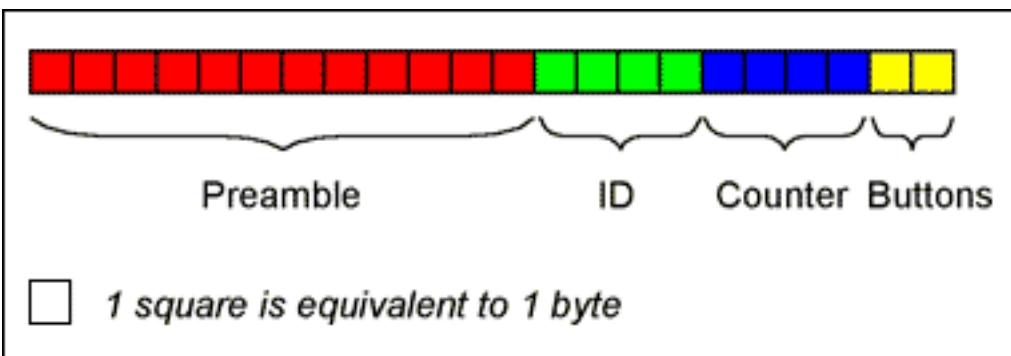 Preamble ID Counter Buttons
1 square is equivalent to 1 byte